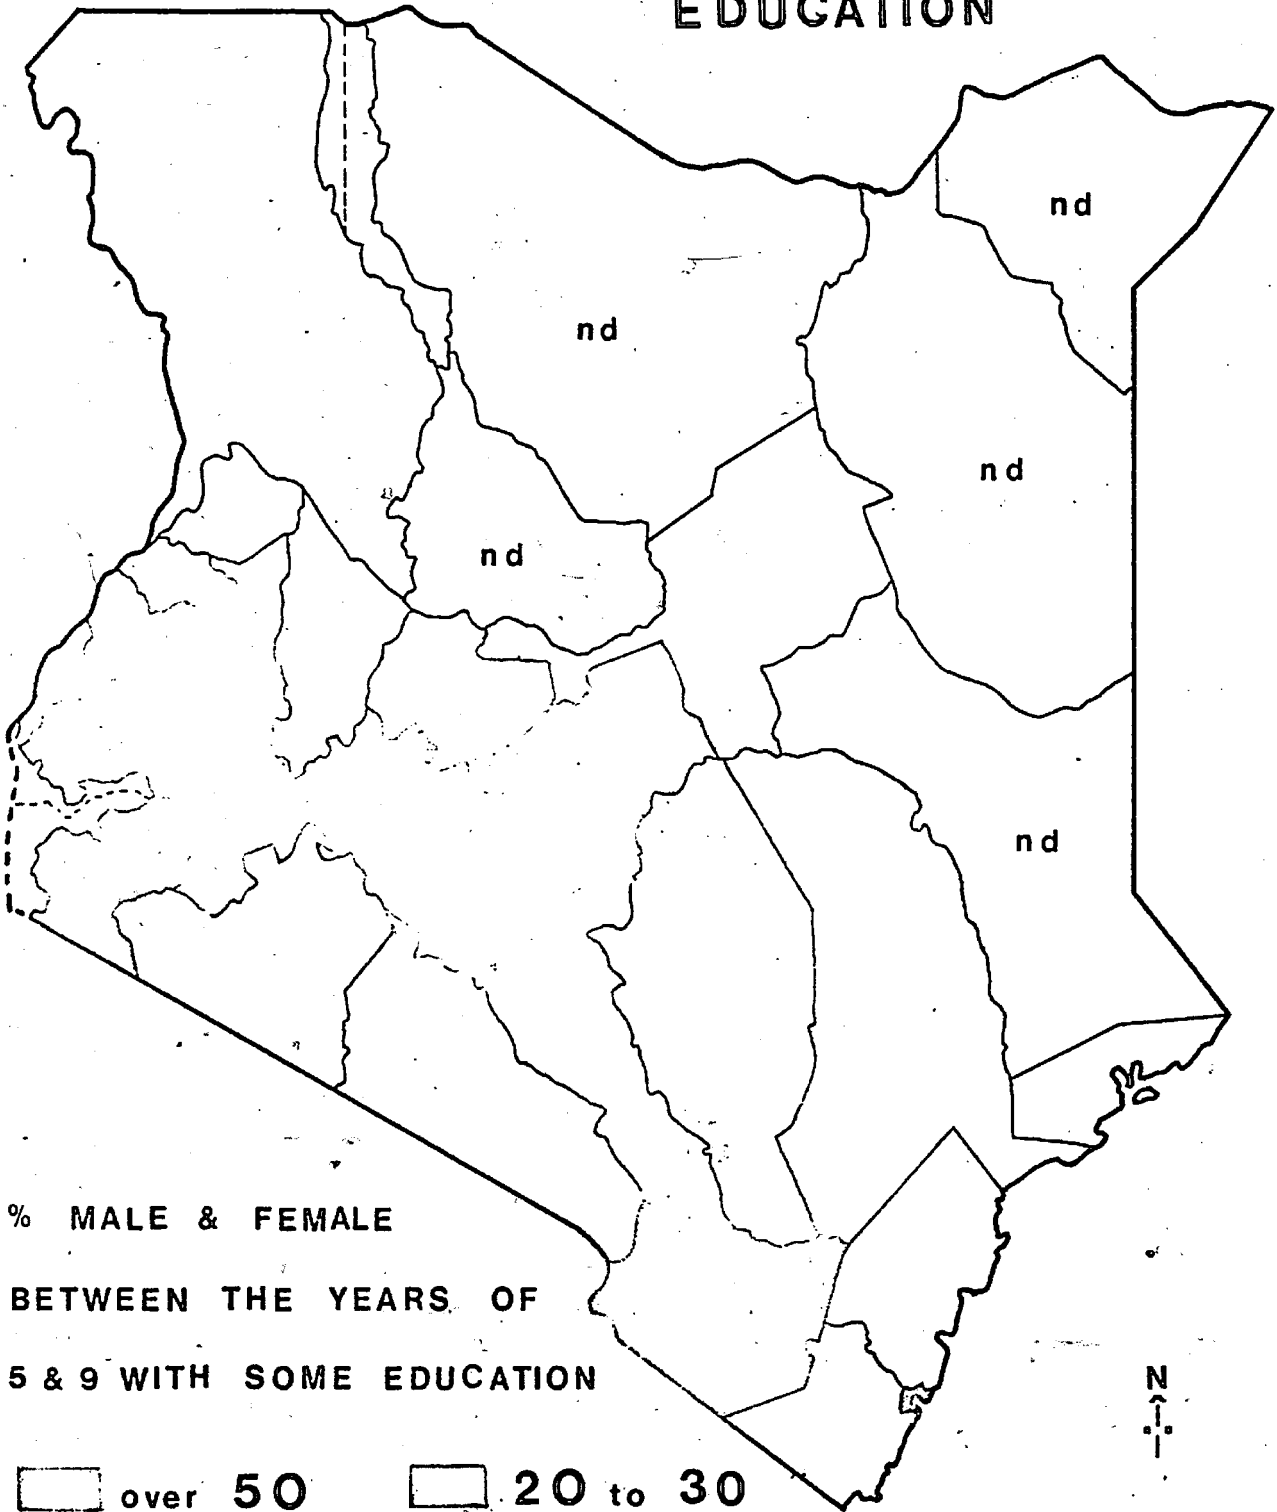 EDUCATION
nd
nd
nd
nd
nd
% MALE & FEMALE
BETWEEN THE YEARS OF
5 & 9 WITH SOME EDUCATION
N
over 50 20 to 30